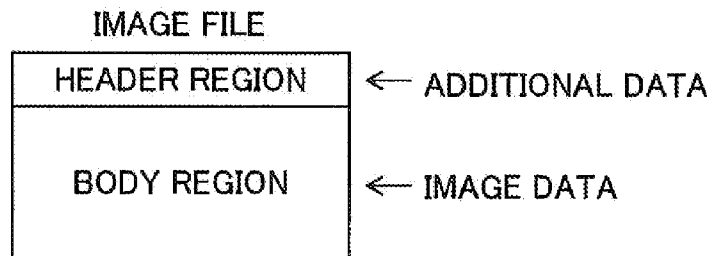 IMAGE FILE
HEADER REGION ← ADDITIONAL DATA
BODY REGION ← IMAGE DATA